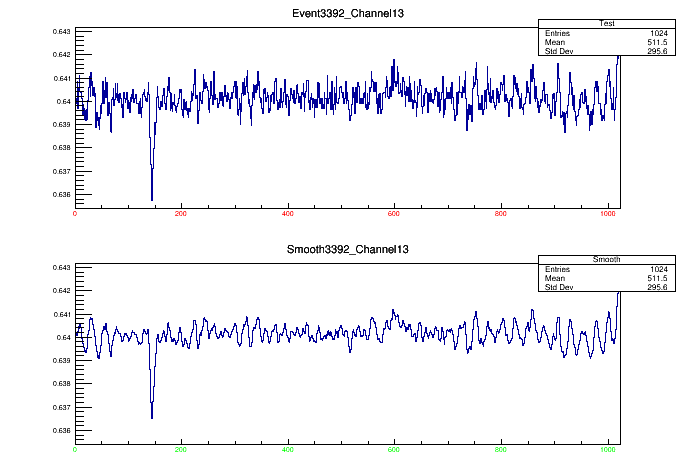 Event3392_Channel13
Test
Entries 1024
Mean 511.5
Std Dev 295.6
0.643
0.642
0.641
0.64
0.639
0.638
0.637
0.636
0 200 400 600 800 1000
Smooth3392_Channel13
Smooth
Entries 1024
Mean 511.5
Std Dev 295.6
0.643
0.642
0.641
0.64
0.639
0.638
0.637
0.636
0 200 400 600 800 1000